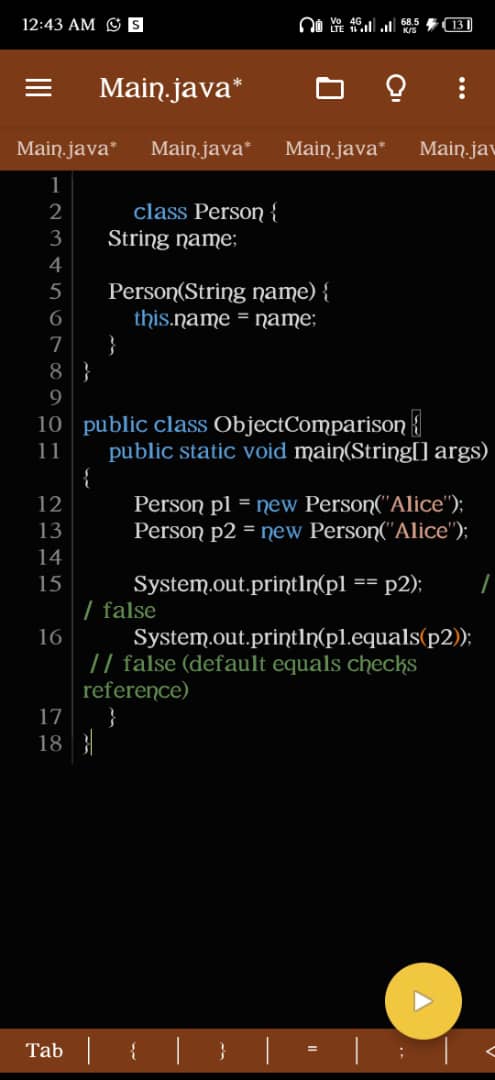 12:43 AM S Vo LTE 4G 68.5 K/S 13
Main.java*
Main.java* Main.java* Main.java* Main.jav
1
2 class Person {
3 String name;
4
5 Person(String name) {
6 this.name = name;
7 }
8 }
9
10 public class ObjectComparison {
11 public static void main(String[] args)
{
12 Person p1 = new Person("Alice");
13 Person p2 = new Person("Alice");
14
15 System.out.println(p1 == p2); /
/ false
16 System.out.println(p1.equals(p2));
// false (default equals checks
reference)
17 }
18 }
Tab | { | } | = | ; | <